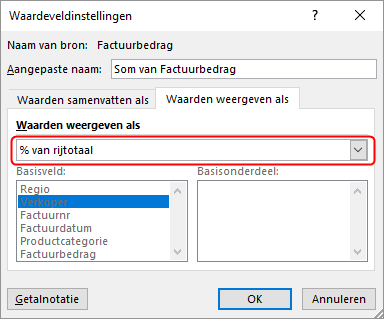 Waardeveldinstellingen
Naam van bron: Factuurbedrag
Aangepaste naam: Som van Factuurbedrag
Waarden samenvatten als Waarden weergeven als
Waarden weergeven als
% van rijtotaal
Basisveld: Basisonderdeel:
Regio
Verkoper
Factuurnr
Factuurdatum
Productcategorie
Factuurbedrag
Getalnotatie OK Annuleren